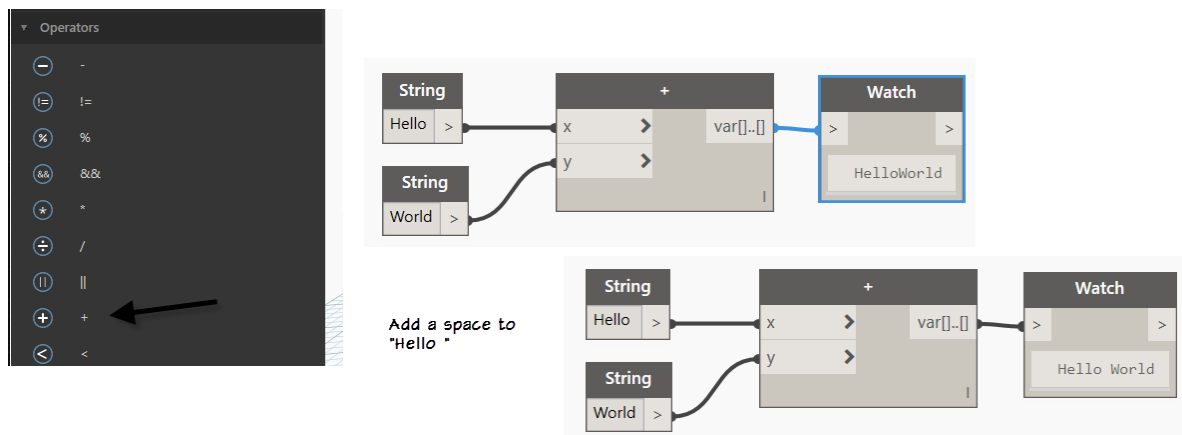 Operators
− -
!= !=
% %
&& &&
* *
÷ /
|| ||
+ +
< <
String
Hello >
String
World >
+
x
y
var[]..[]
l
Watch
> >
HelloWorld
Add a space to
"Hello "
String
Hello >
String
World >
+
x
y
var[]..[]
l
Watch
> >
Hello World